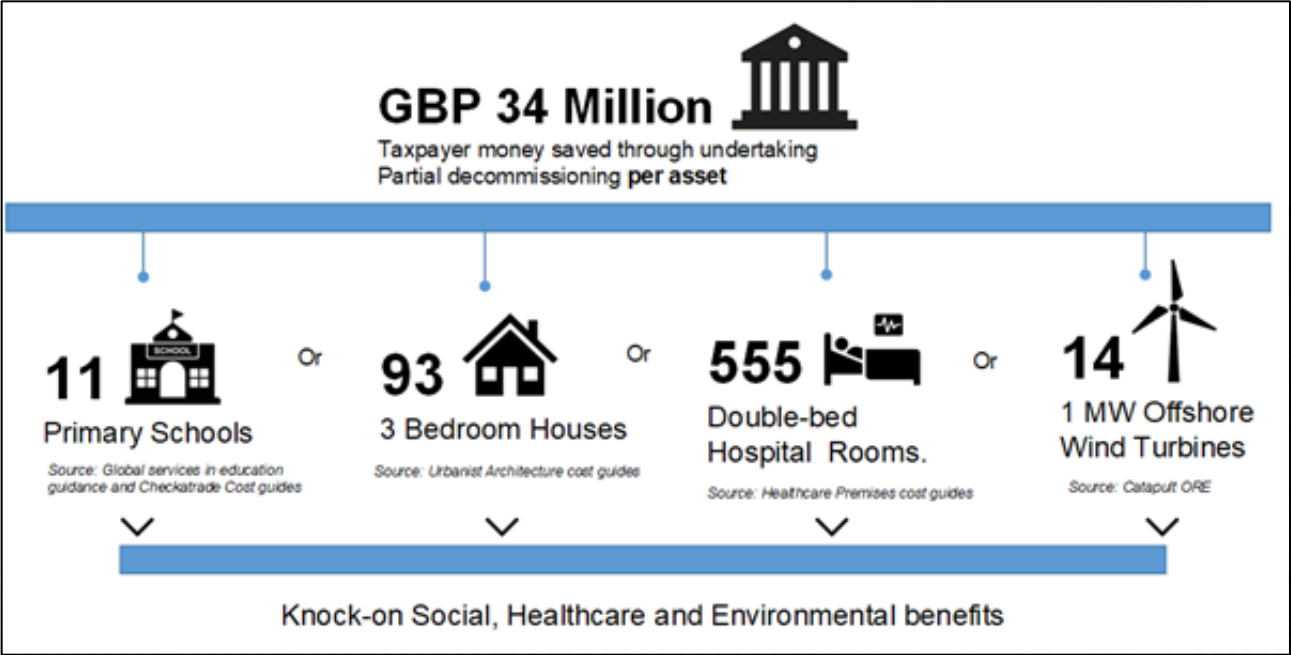 GBP 34 Million
Taxpayer money saved through undertaking
Partial decommissioning per asset
11
SCHOOL
Primary Schools
Source: Global services in education
guidance and Checkatrade Cost guides
Or
93
3 Bedroom Houses
Source: Urbanist Architecture cost guides
Or
555
Double-bed
Hospital Rooms.
Source: Healthcare Premises cost guides
Or
14
1 MW Offshore
Wind Turbines
Source: Catapult ORE
Knock-on Social, Healthcare and Environmental benefits